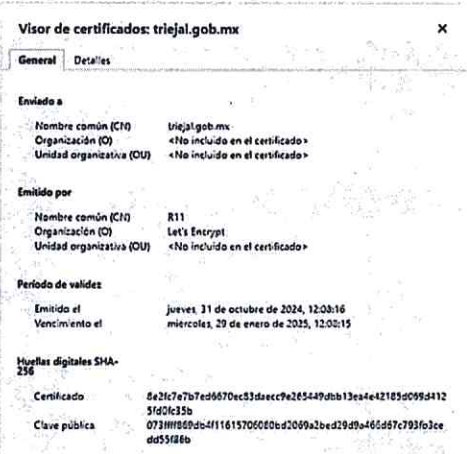 Visor de certificados: triejal.gob.mx ×
General Detalles
Enviado a
Nombre común (CN) triejal.gob.mx
Organización (O) <No incluido en el certificado>
Unidad organizativa (OU) <No incluido en el certificado>
Emitido por
Nombre común (CN) R11
Organización (O) Let's Encrypt
Unidad organizativa (OU) <No incluido en el certificado>
Período de validez
Emitido el jueves, 31 de octubre de 2024, 12:03:16
Vencimiento el miércoles, 29 de enero de 2025, 12:03:15
Huellas digitales SHA-
256
Certificado
Clave pública
dd55f86b